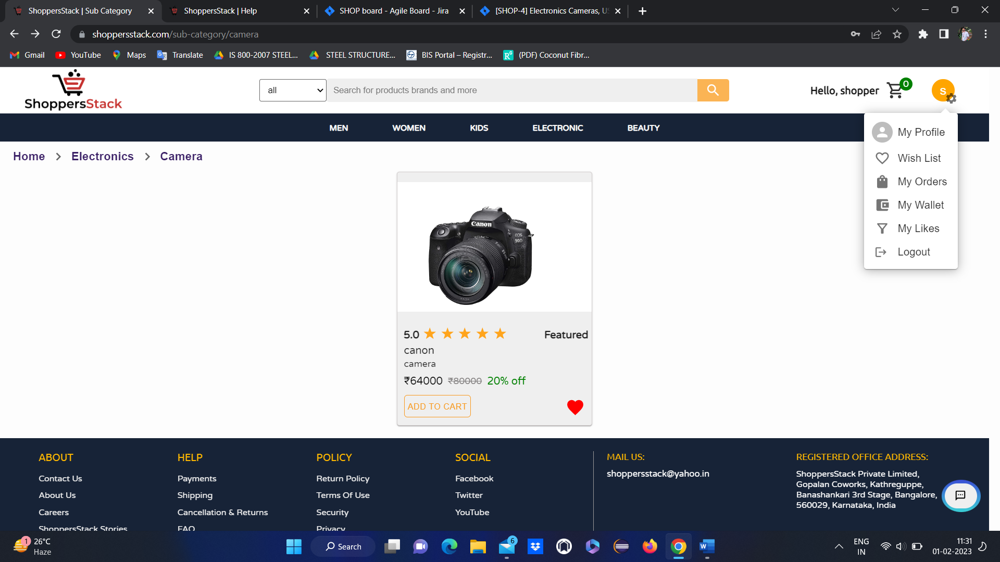 ShoppersStack | Sub Category
ShoppersStack | Help
SHOP board - Agile Board - Jira
[SHOP-4] Electronics Cameras, US
shoppersstack.com/sub-category/camera
Gmail
YouTube
Maps
Translate
IS 800-2007 STEEL...
STEEL STRUCTURE...
BIS Portal – Registr...
(PDF) Coconut Fibr...
ShoppersStack
all
Search for products brands and more
Hello, shopper
0
S
MEN
WOMEN
KIDS
ELECTRONIC
BEAUTY
Home > Electronics > Camera
My Profile
Wish List
My Orders
My Wallet
My Likes
Logout
Canon
EOS
90D
5.0
Featured
canon
camera
₹64000 ₹80000 20% off
ADD TO CART
ABOUT
Contact Us
About Us
Careers
ShoppersStack Stories
HELP
Payments
Shipping
Cancellation & Returns
FAQ
POLICY
Return Policy
Terms Of Use
Security
Privacy
SOCIAL
Facebook
Twitter
YouTube
MAIL US:
shoppersstack@yahoo.in
REGISTERED OFFICE ADDRESS:
ShoppersStack Private Limited,
Gopalan Coworks, Kathreguppe,
Banashankari 3rd Stage, Bangalore,
560029, Karnataka, India
1
26°C
Haze
Search
6
ENG
IN
11:31
01-02-2023